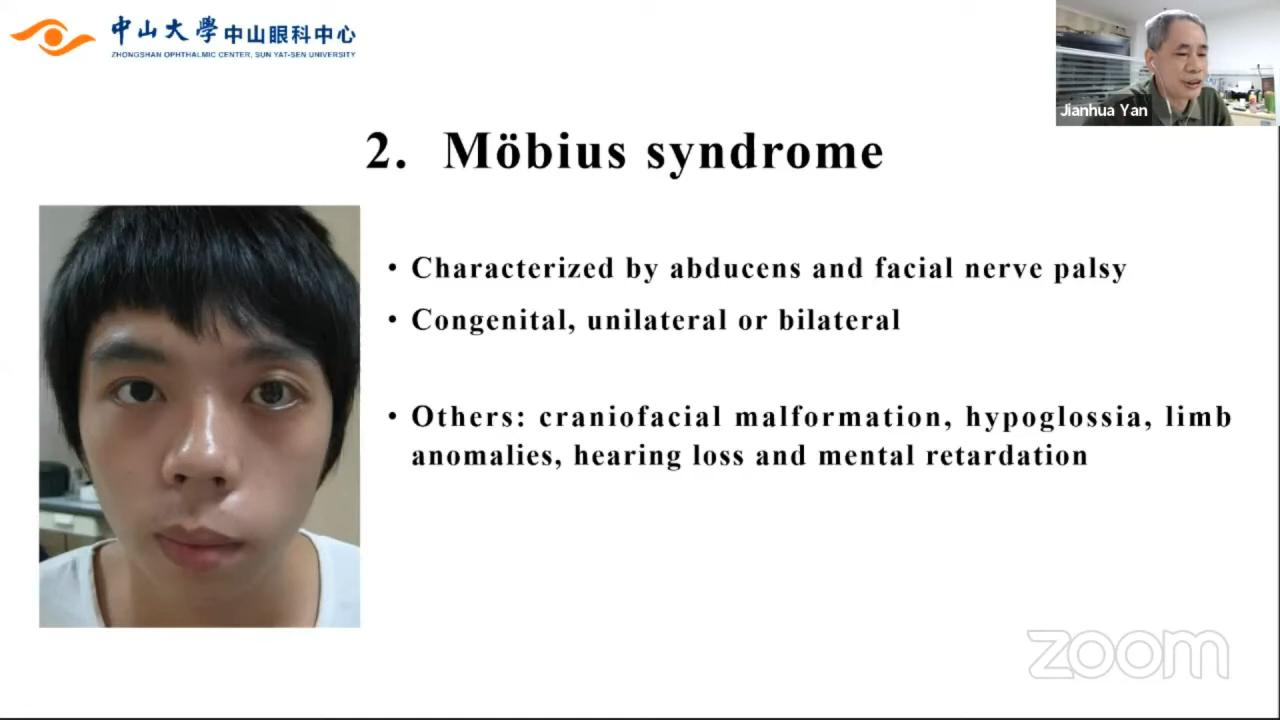 中山大學中山眼科中心
ZHONGSHAN OPHTHALMIC CENTER, SUN YAT-SEN UNIVERSITY
Jianhua Yan
2. Möbius syndrome
• Characterized by abducens and facial nerve palsy
• Congenital, unilateral or bilateral
• Others: craniofacial malformation, hypoglossia, limb
anomalies, hearing loss and mental retardation
zoom